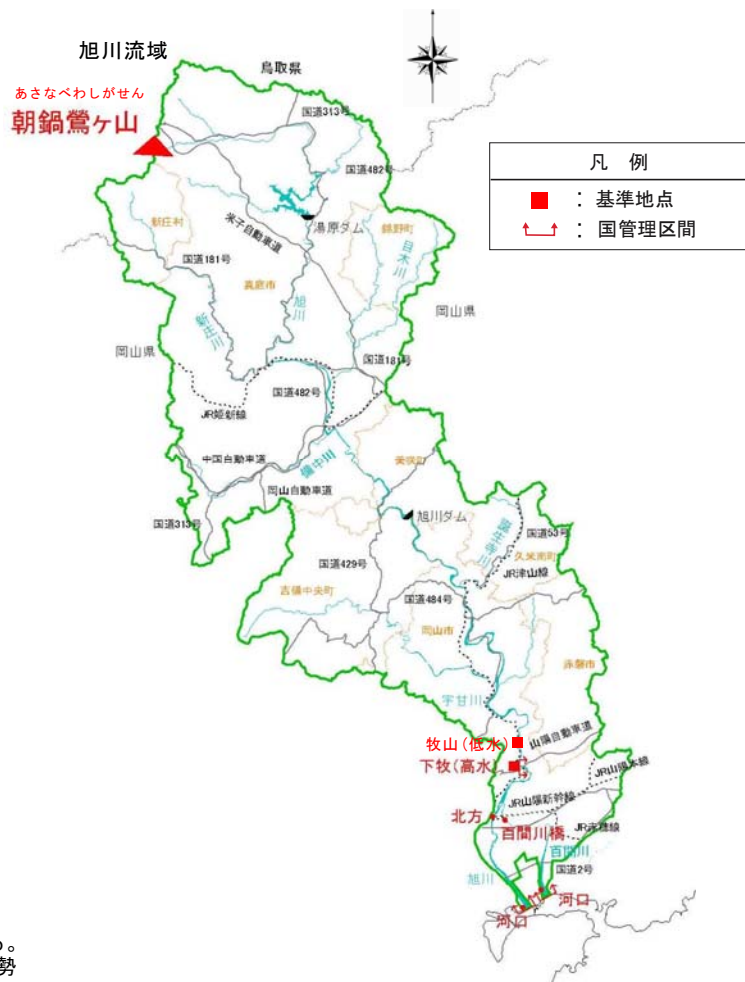 旭川流域
鳥取県
あさなべわしがせん
朝鍋鷲ヶ山
国道313号
凡 例
国道482号
■ : 基準地点
: 国管理区間
新庄村
米子自動車道
湯原ダム
鏡野町
目木川
国道181号
真庭市
旭川
岡山県
新庄川
岡山県
国道181号
国道482号
JR姫新線
中国自動車道
備中川
美咲町
岡山自動車道
国道313号
旭川ダム
誕生寺川
国道53号
久米南町
国道429号
JR津山線
吉備中央町
国道484号
岡山市
赤磐市
宇甘川
牧山(低水)
山陽自動車道
下牧(高水)
JR山陽本線
JR山陽新幹線
北方
百間川橋
JR赤穂線
百間川
旭川
国道2号
河口
河口
る。
勢